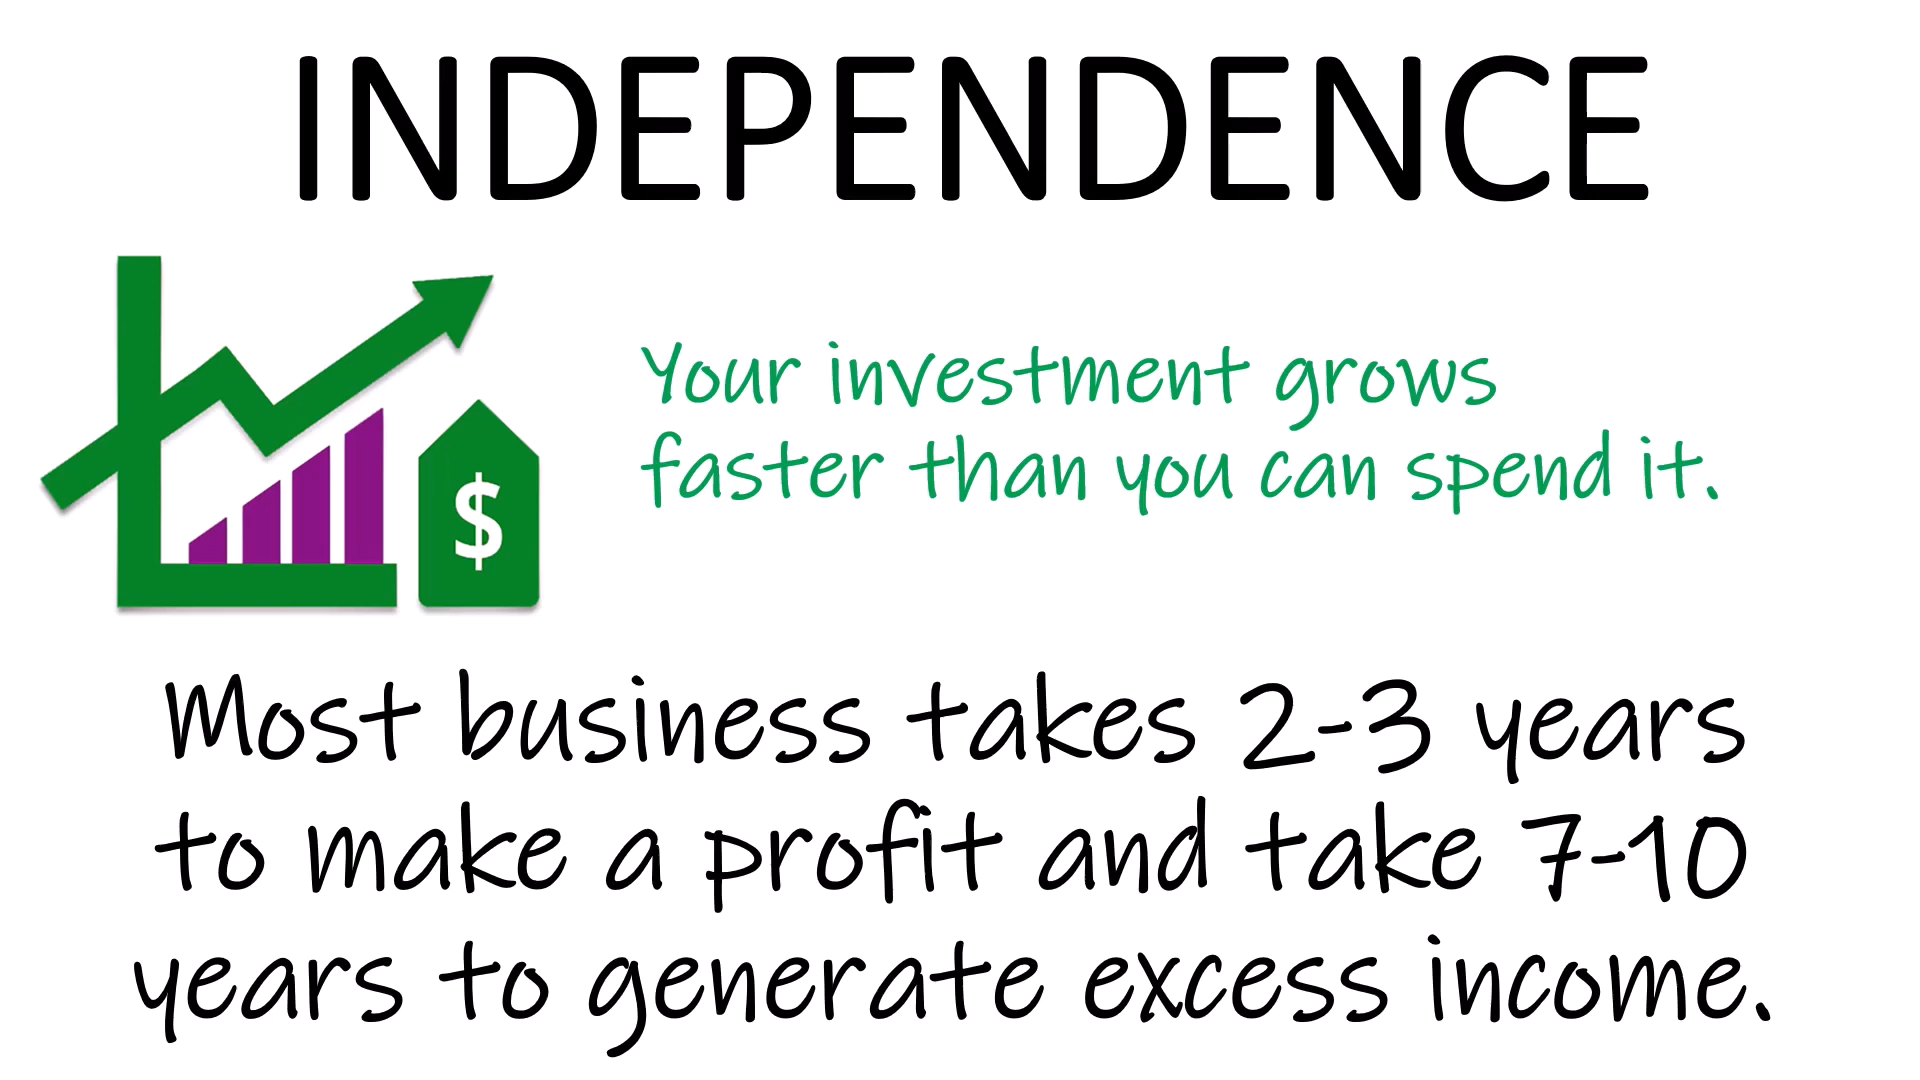 INDEPENDENCE
Your investment grows
faster than you can spend it.
$
Most business takes 2-3 years
to make a profit and take 7-10
years to generate excess income.